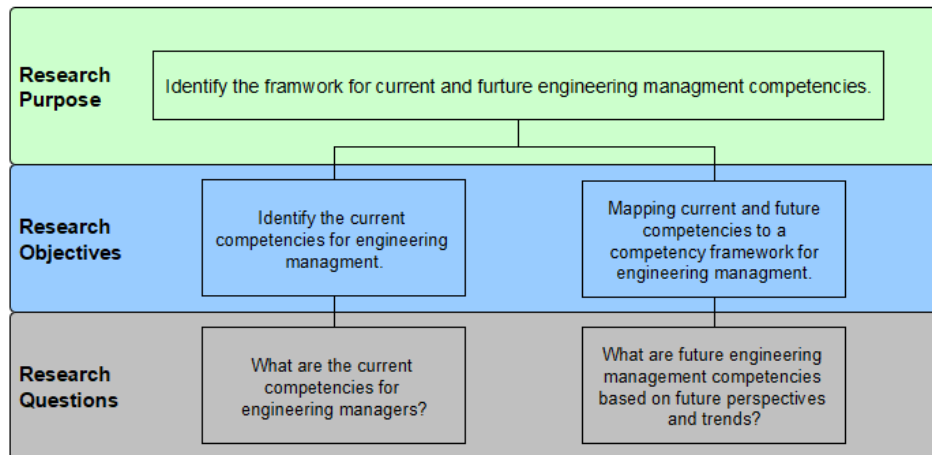 Research
Purpose
Identify the framwork for current and furture engineering managment competencies.
Research
Objectives
Identify the current
competencies for engineering
managment.
Mapping current and future
competencies to a
competency framework for
engineering managment.
Research
Questions
What are the current
competencies for
engineering managers?
What are future engineering
management competencies
based on future perspectives
and trends?